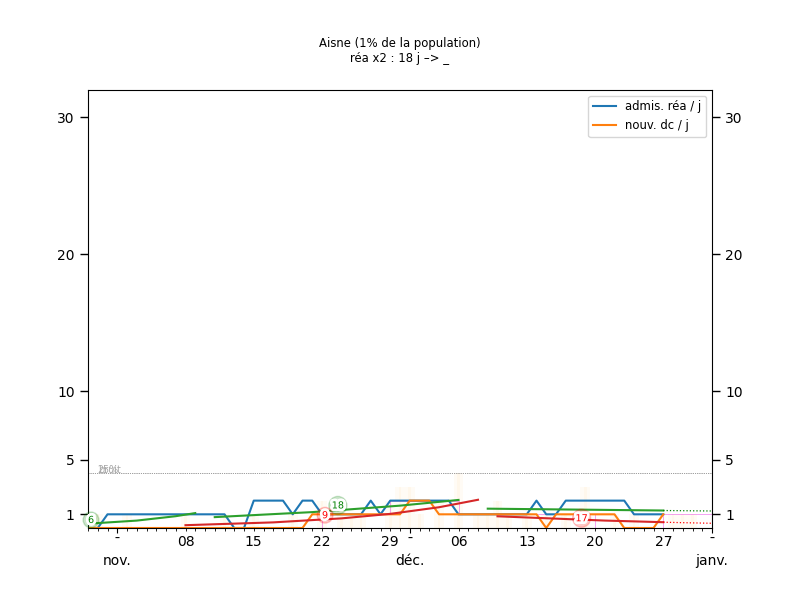 Aisne (1% de la population)
réa x2 : 18 j –> _
admis. réa / j
nouv. dc / j
30
30
20
20
10
10
5
5
1
1
6
18
9
17
- 08 15 22 29 - 06 13 20 27 -
nov. déc. janv.